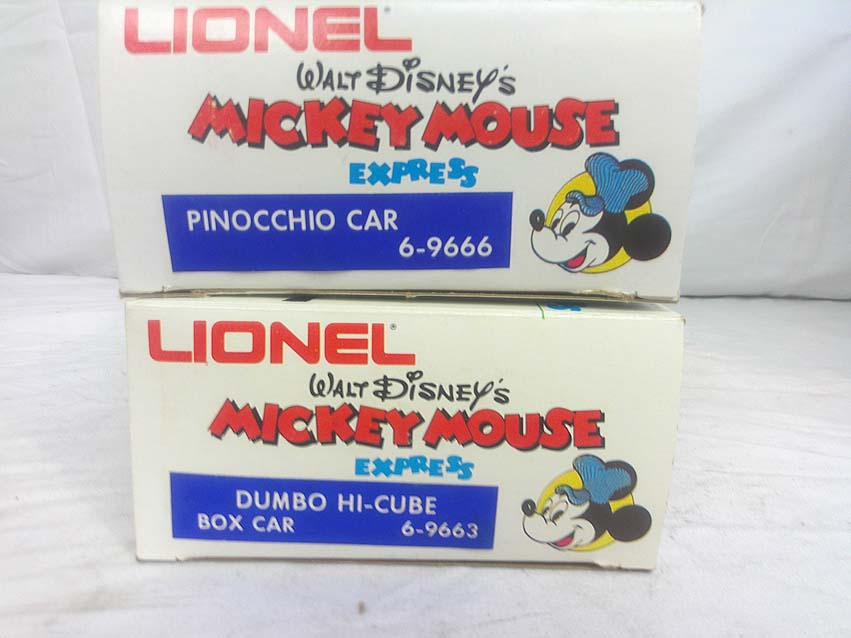 LIONEL
WALT DISNEY'S
MICKEY MOUSE
EXPRESS
PINOCCHIO CAR
6-9666
LIONEL®
WALT DISNEY'S
MICKEY MOUSE
EXPRESS
DUMBO HI-CUBE
BOX CAR 6-9663